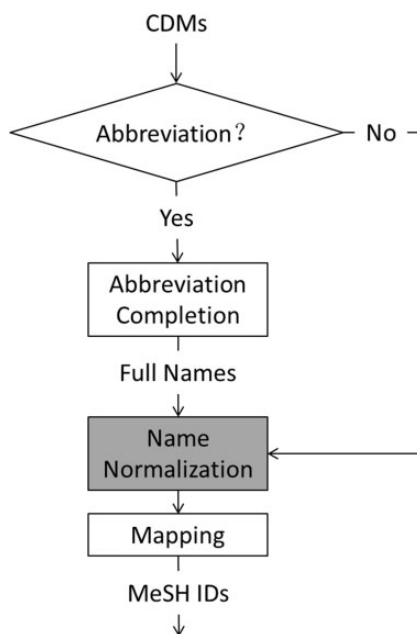 CDMs
Abbreviation？
No
Yes
Abbreviation
Completion
Full Names
Name
Normalization
Mapping
MeSH IDs